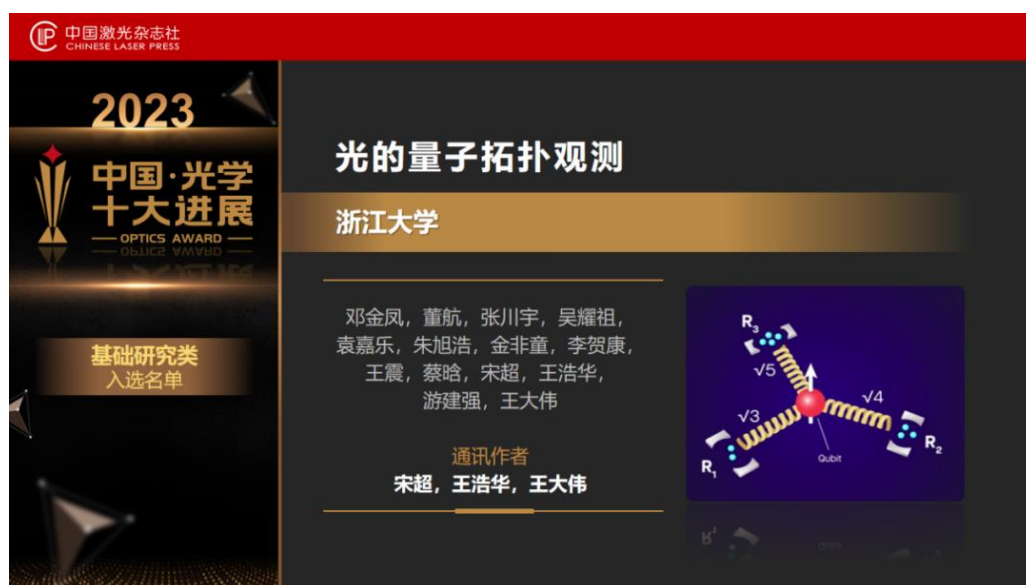 中国激光杂志社
CHINESE LASER PRESS
2023
中国·光学
十大进展
OPTICS AWARD
基础研究类
入选名单
光的量子拓扑观测
浙江大学
邓金凤，董航，张川宇，吴耀祖，
袁嘉乐，朱旭浩，金非童，李贺康，
王震，蔡晗，宋超，王浩华，
游建强，王大伟
通讯作者
宋超，王浩华，王大伟
R3
√5
√4
√3
R2
Qubit
R1